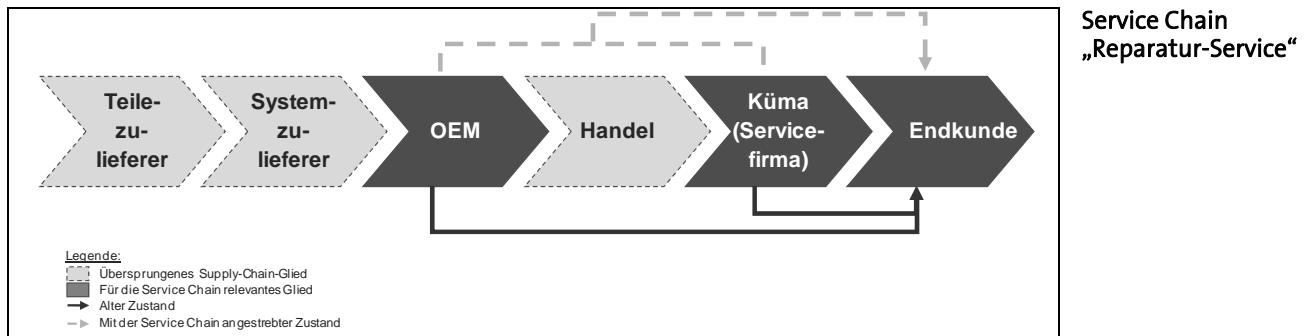 Service Chain
„Reparatur-Service“
Teile-
zu-
lieferer
System-
zu-
lieferer
OEM
Handel
Küma
(Service-
firma)
Endkunde
Legende:
Übersprungenes Supply-Chain-Glied
Für die Service Chain relevantes Glied
Alter Zustand
Mit der Service Chain angestrebter Zustand